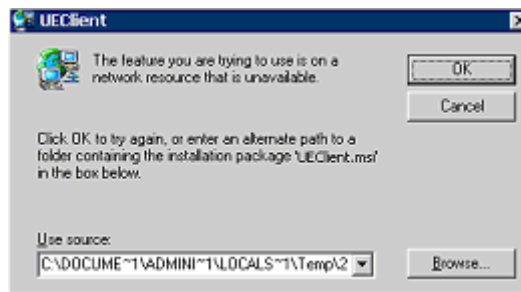 UEClient
The feature you are trying to use is on a
network resource that is unavailable.
OK
Cancel
Click OK to try again, or enter an alternate path to a
folder containing the installation package 'UEClient.msi'
in the box below.
Use source:
C:\DOCUME~1\ADMINI~1\LOCALS~1\Temp\2
Browse...